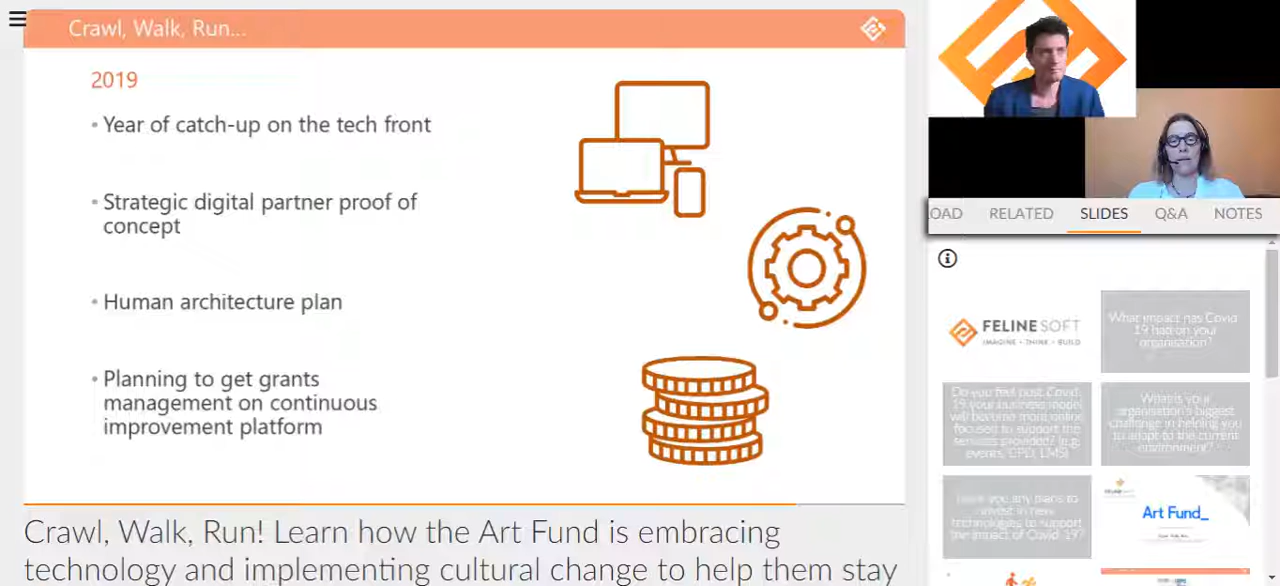 Crawl, Walk, Run...
2019
• Year of catch-up on the tech front
• Strategic digital partner proof of
concept
• Human architecture plan
• Planning to get grants
management on continuous
improvement platform
Crawl, Walk, Run! Learn how the Art Fund is embracing
technology and implementing cultural change to help them stay
OAD
RELATED
SLIDES
Q&A
NOTES
FELINESOFT
IMAGINE • THINK • BUILD
What impact has Covid
19 had on your
organisation?
Do you feel post Covid
19 your business model
will become more online
focused to support the
services provided? (e.g.
events, CPD, LMS)
What is your
organisation's biggest
challenge in helping you
to adapt to the current
environment?
Have you any plans to
invest in new
technologies to support
the impact of Covid 19?
Art Fund_